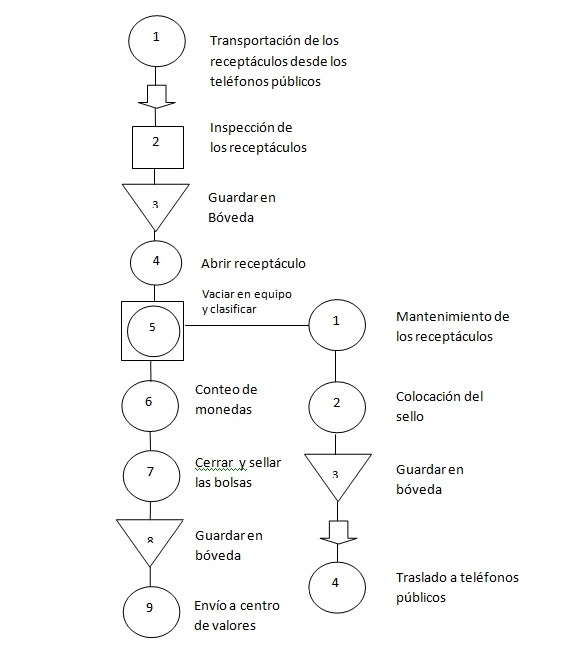 1
Transportación de los
receptáculos desde los
teléfonos públicos
2
Inspección de
los receptáculos
3
Guardar en
Bóveda
4
Abrir receptáculo
5
Vaciar en equipo
y clasificar
6
Conteo de
monedas
7
Cerrar y sellar
las bolsas
8
Guardar en
bóveda
9
Envío a centro
de valores
1
Mantenimiento de
los receptáculos
2
Colocación del
sello
3
Guardar en
bóveda
4
Traslado a teléfonos
públicos